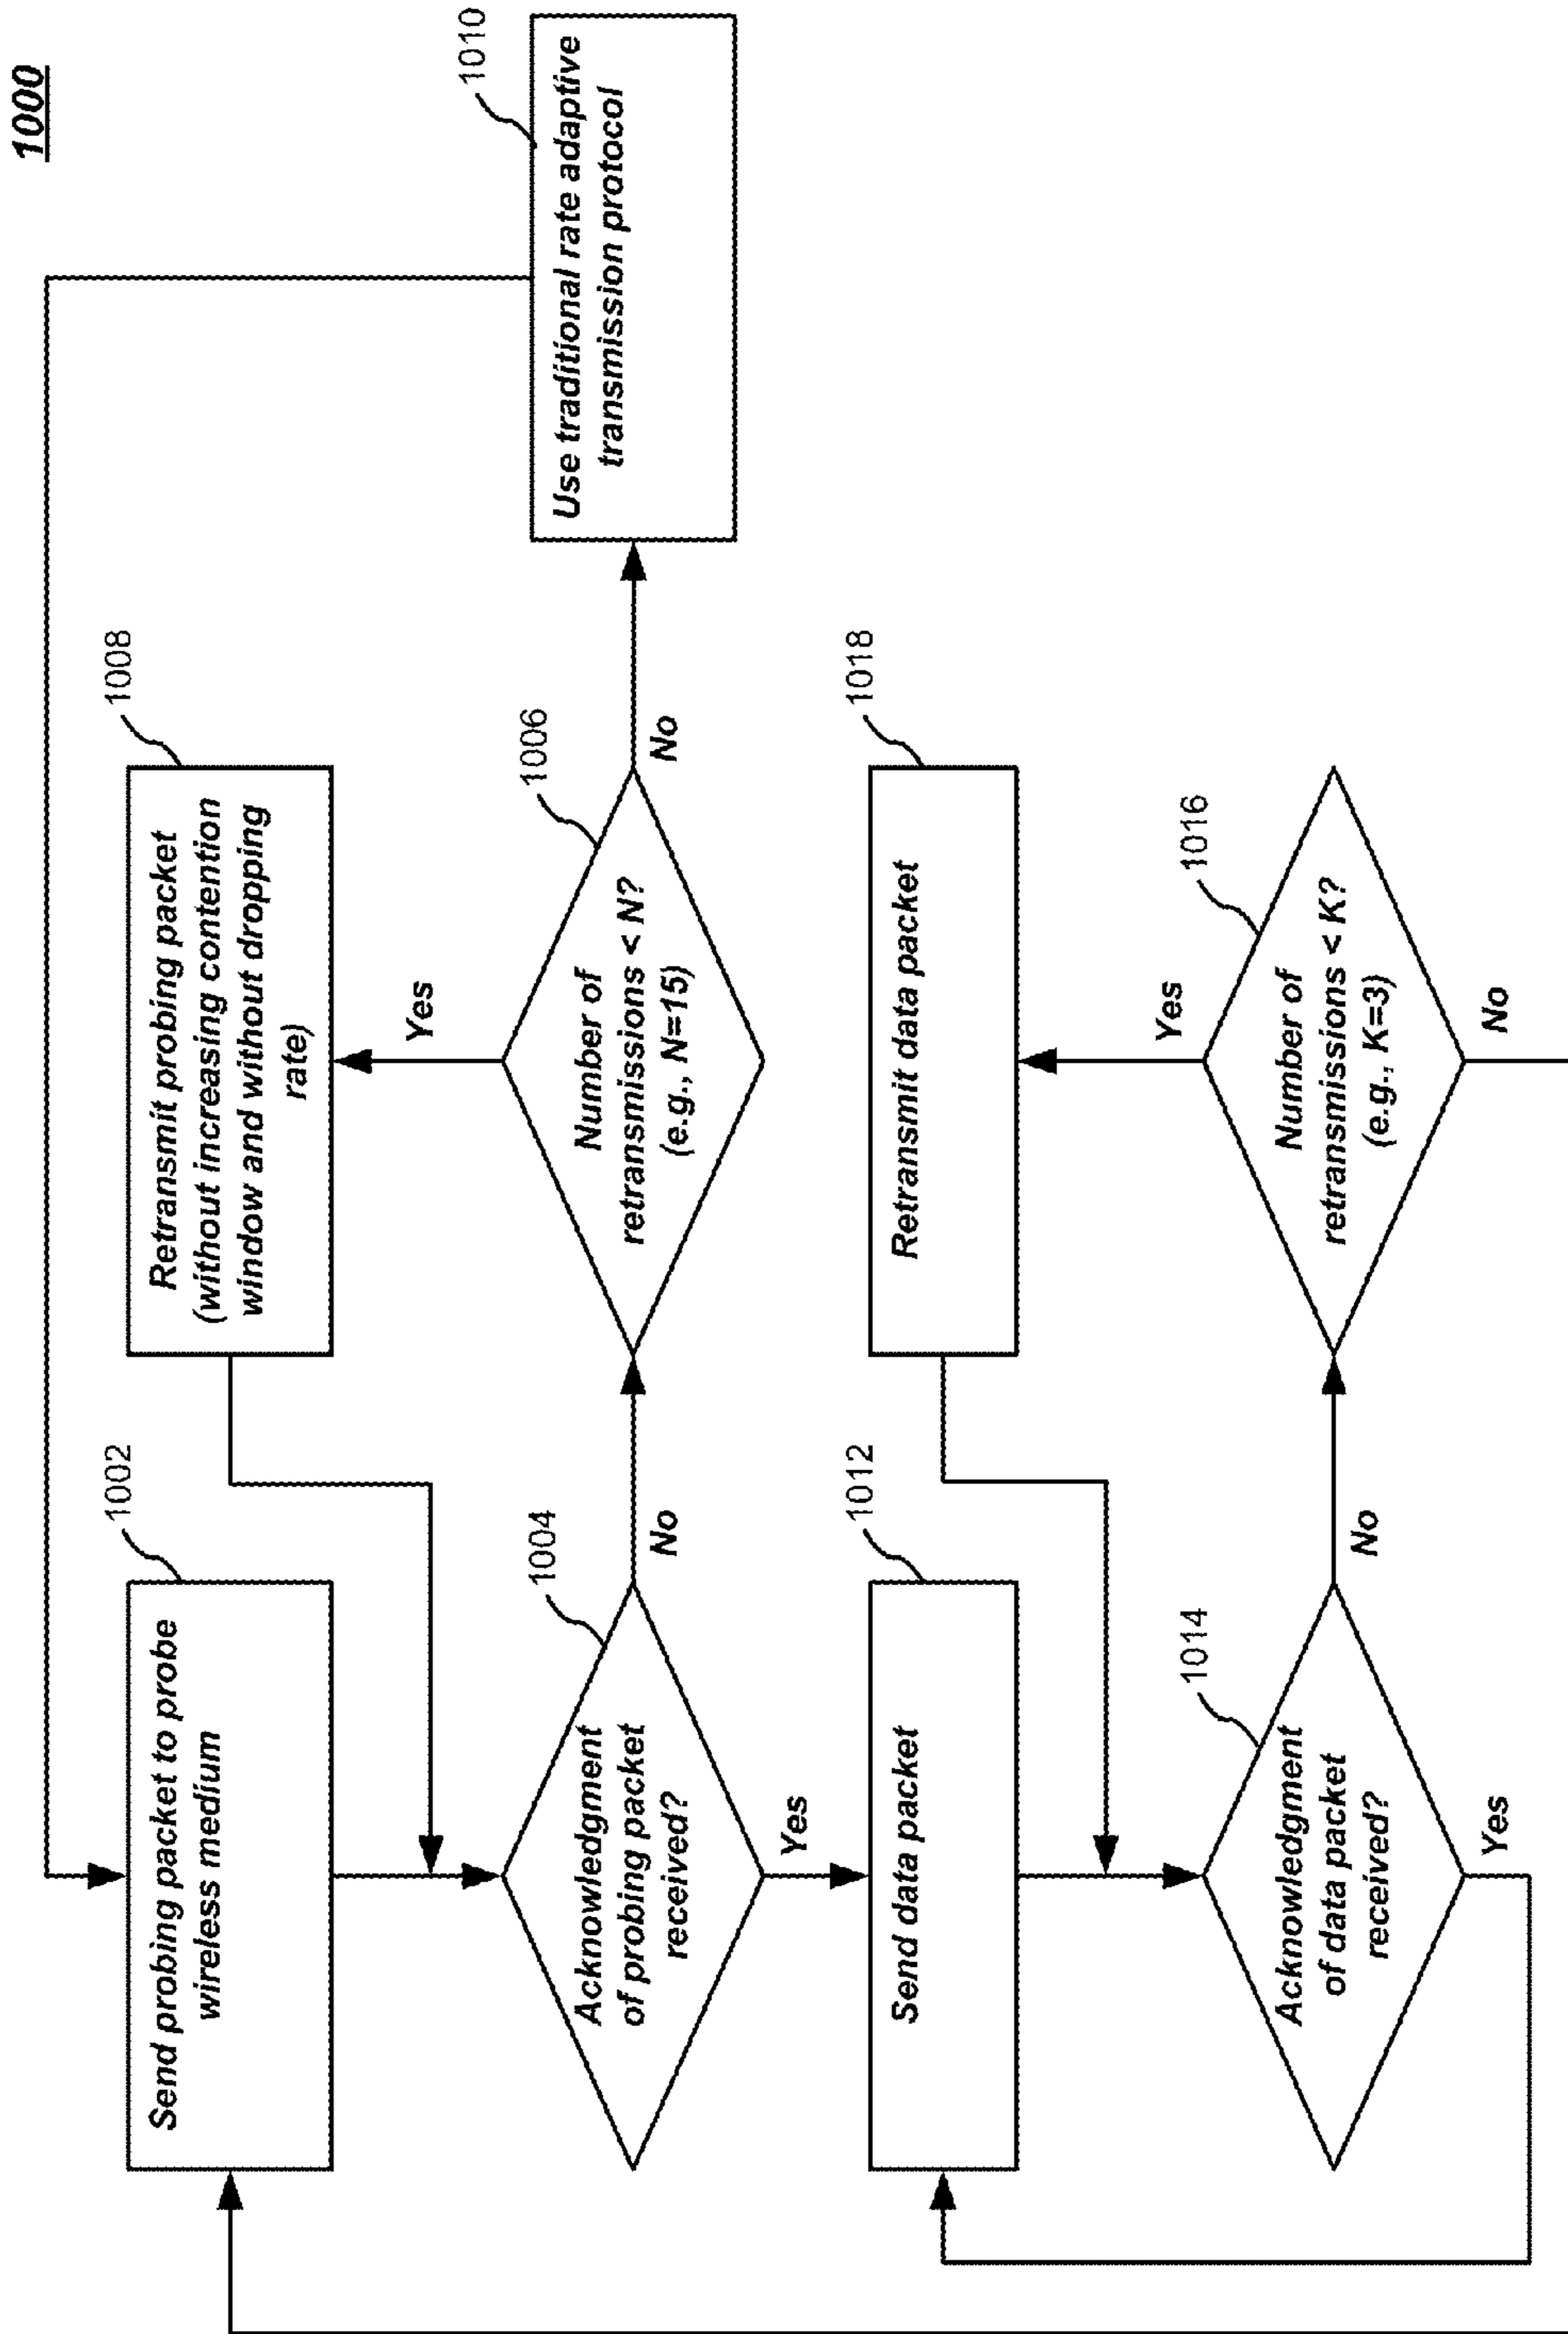 1000
1002
Send probing packet to probe
wireless medium
1008
Retransmit probing packet
(without increasing contention
window and without dropping
rate)
1004
Acknowledgment
of probing packet
received?
No
Yes
1006
Number of
retransmissions < N?
(e.g., N=15)
Yes
No
1010
Use traditional rate adaptive
transmission protocol
1012
Send data packet
1018
Retransmit data packet
1014
Acknowledgment
of data packet
received?
No
Yes
1016
Number of
retransmissions < K?
(e.g., K=3)
Yes
No